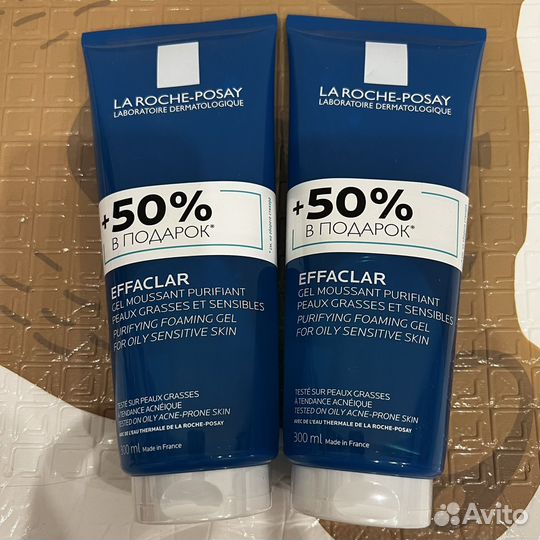 LA ROCHE-POSAY
LABORATOIRE DERMATOLOGIQUE
+50%
В ПОДАРОК*
EFFACLAR
GEL MOUSSANT PURIFIANT
PEAUX GRASSES ET SENSIBLES
PURIFYING FOAMING GEL
FOR OILY SENSITIVE SKIN
TESTÉ SUR PEAUX GRASSES
À TENDANCE ACNÉIQUE
TESTED ON OILY ACNE-PRONE SKIN
AVEC DE L'EAU THERMALE DE LA ROCHE-POSAY
300 ml Made in France
LA ROCHE-POSAY
LABORATOIRE DERMATOLOGIQUE
+50%
В ПОДАРОК*
EFFACLAR
GEL MOUSSANT PURIFIANT
PEAUX GRASSES ET SENSIBLES
PURIFYING FOAMING GEL
FOR OILY SENSITIVE SKIN
TESTÉ SUR PEAUX GRASSES
À TENDANCE ACNÉIQUE
TESTED ON OILY ACNE-PRONE SKIN
AVEC DE L'EAU THERMALE DE LA ROCHE-POSAY
300 ml Made in France
Avito